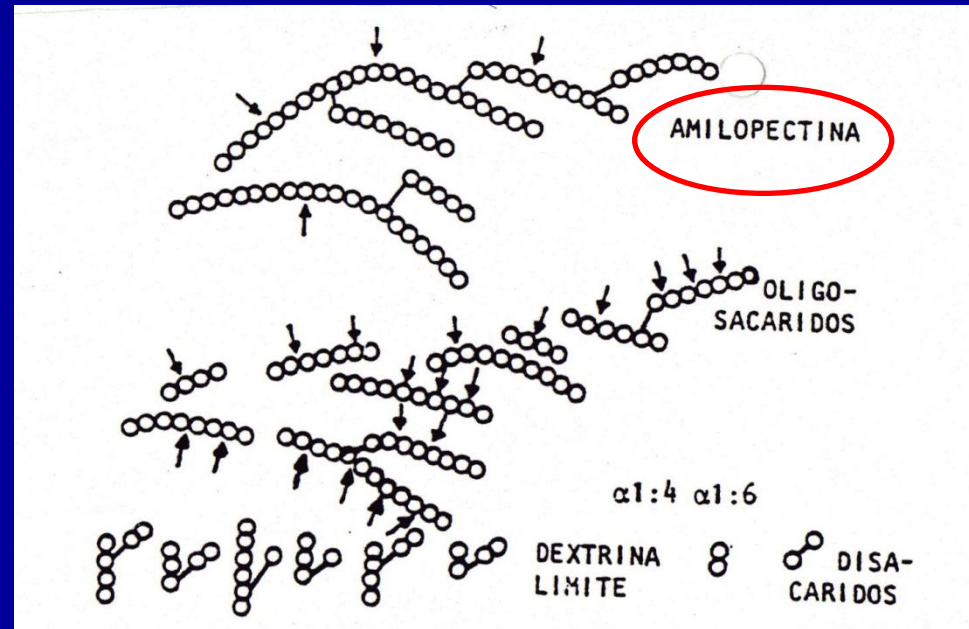 AMILOPECTINA
OLIGO-
SACARIDOS
α1:4 α1:6
DEXTRINA
LIMITE
DISA-
CARIDOS